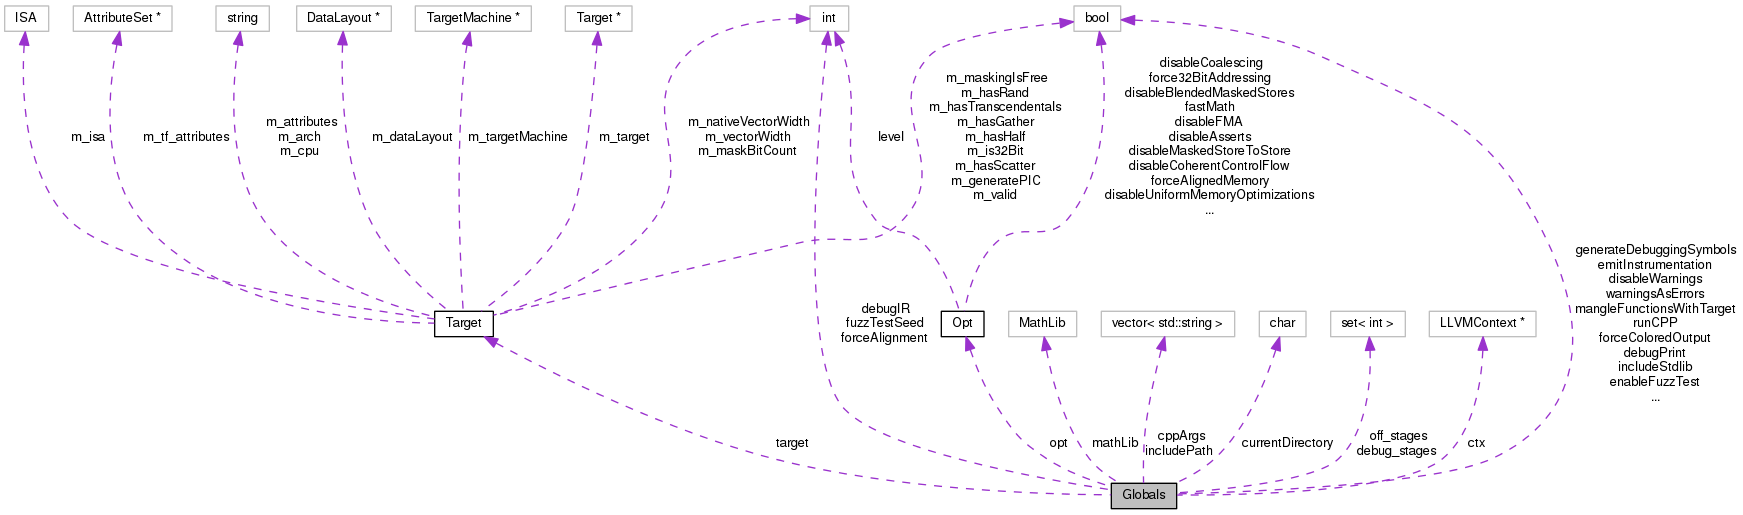 ISA
AttributeSet *
string
DataLayout *
TargetMachine *
Target *
int
bool
m_isa
m_tf_attributes
m_attributes
m_arch
m_cpu
m_dataLayout
m_targetMachine
m_target
m_nativeVectorWidth
m_vectorWidth
m_maskBitCount
level
m_maskingIsFree
m_hasRand
m_hasTranscendentals
m_hasGather
m_hasHalf
m_is32Bit
m_hasScatter
m_generatePIC
m_valid
disableCoalescing
force32BitAddressing
disableBlendedMaskedStores
fastMath
disableFMA
disableAsserts
disableMaskedStoreToStore
disableCoherentControlFlow
forceAlignedMemory
disableUniformMemoryOptimizations
...
Target
debugIR
fuzzTestSeed
forceAlignment
Opt
MathLib
vector< std::string >
char
set< int >
LLVMContext *
generateDebuggingSymbols
emitInstrumentation
disableWarnings
warningsAsErrors
mangleFunctionsWithTarget
runCPP
forceColoredOutput
debugPrint
includeStdlib
enableFuzzTest
...
target
opt
mathLib
cppArgs
includePath
currentDirectory
off_stages
debug_stages
ctx
Globals